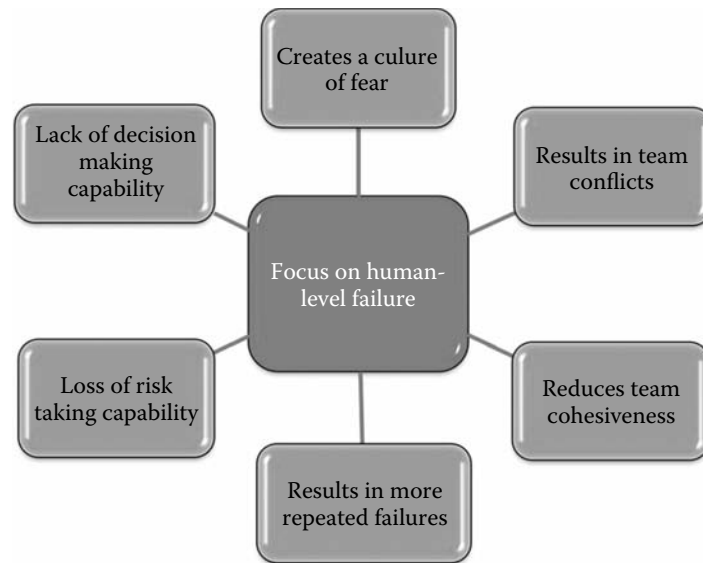 Creates a culure
of fear
Lack of decision
making
capability
Results in team
conflicts
Focus on human-
level failure
Loss of risk
taking capability
Reduces team
cohesiveness
Results in more
repeated failures